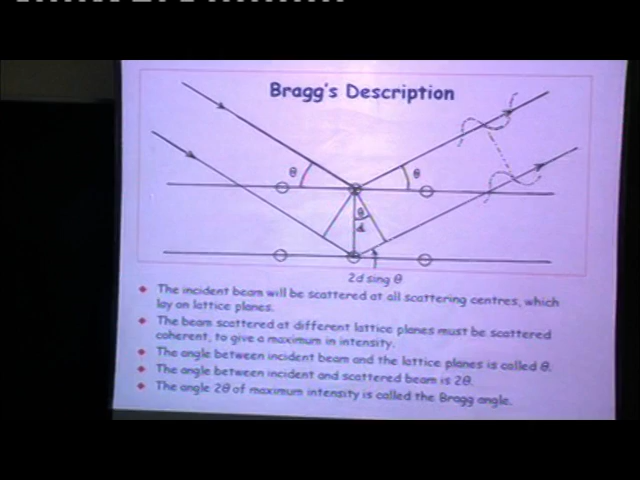 Bragg's Description
θ
θ
θ
d
2d sing θ
The incident beam will be scattered at all scattering centres, which
lay on lattice planes.
The beam scattered at different lattice planes must be scattered
coherent, to give a maximum in intensity.
The angle between incident beam and the lattice planes is called θ.
The angle between incident and scattered beam is 2θ.
The angle 2θ of maximum intensity is called the Bragg angle.